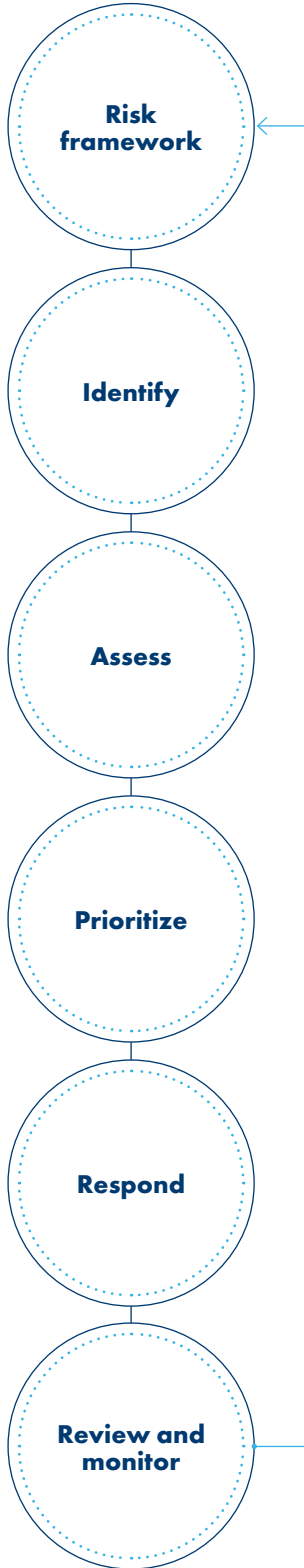 Risk
framework
Identify
Assess
Prioritize
Respond
Review and
monitor